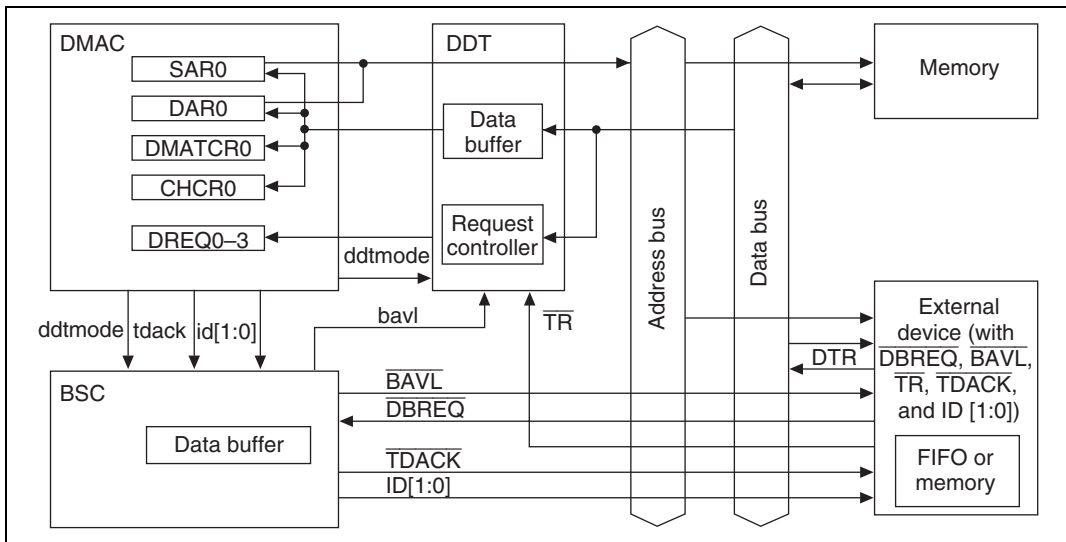 DMAC
SAR0
DAR0
DMATCR0
CHCR0
DREQ0–3
DDT
Data
buffer
Request
controller
ddtmode
bavl
TR
Address bus
Data bus
Memory
ddtmode
tdack
id[1:0]
BSC
Data buffer
BAVL
DBREQ
TDACK
ID[1:0]
DTR
External
device (with
DBREQ, BAVL,
TR, TDACK,
and ID [1:0])
FIFO or
memory